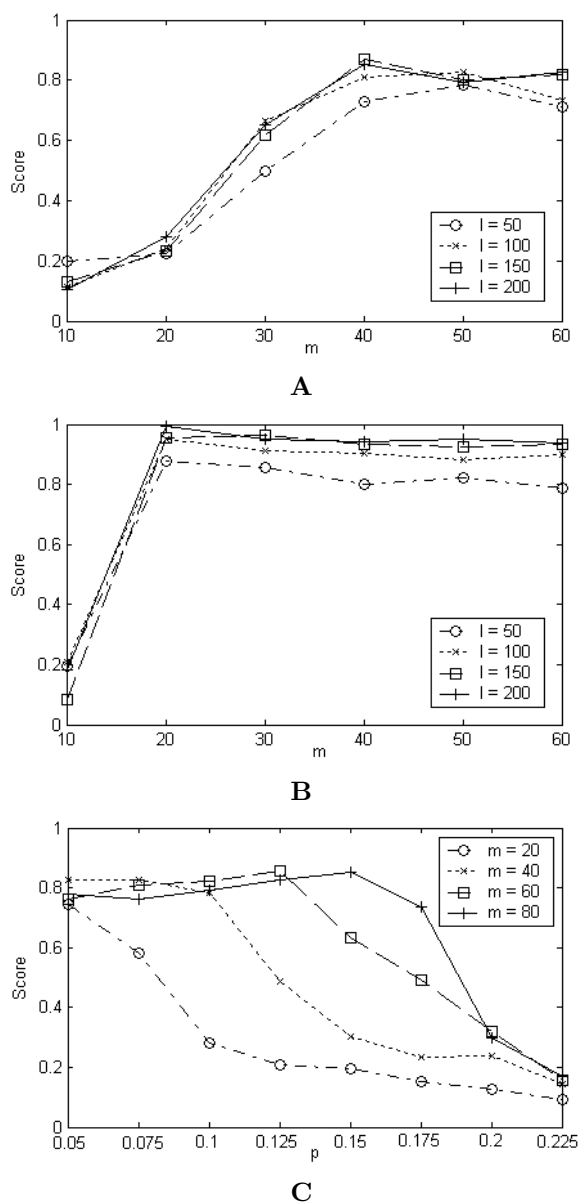 1
0.8
0.6
0.4
0.2
0
Score
10 20 30 40 50 60
m
l = 50
l = 100
l = 150
l = 200
A
1
0.8
0.6
0.4
0.2
0
Score
10 20 30 40 50 60
m
l = 50
l = 100
l = 150
l = 200
B
1
0.8
0.6
0.4
0.2
0
Score
0.05 0.075 0.1 0.125 0.15 0.175 0.2 0.225
p
m = 20
m = 40
m = 60
m = 80
C